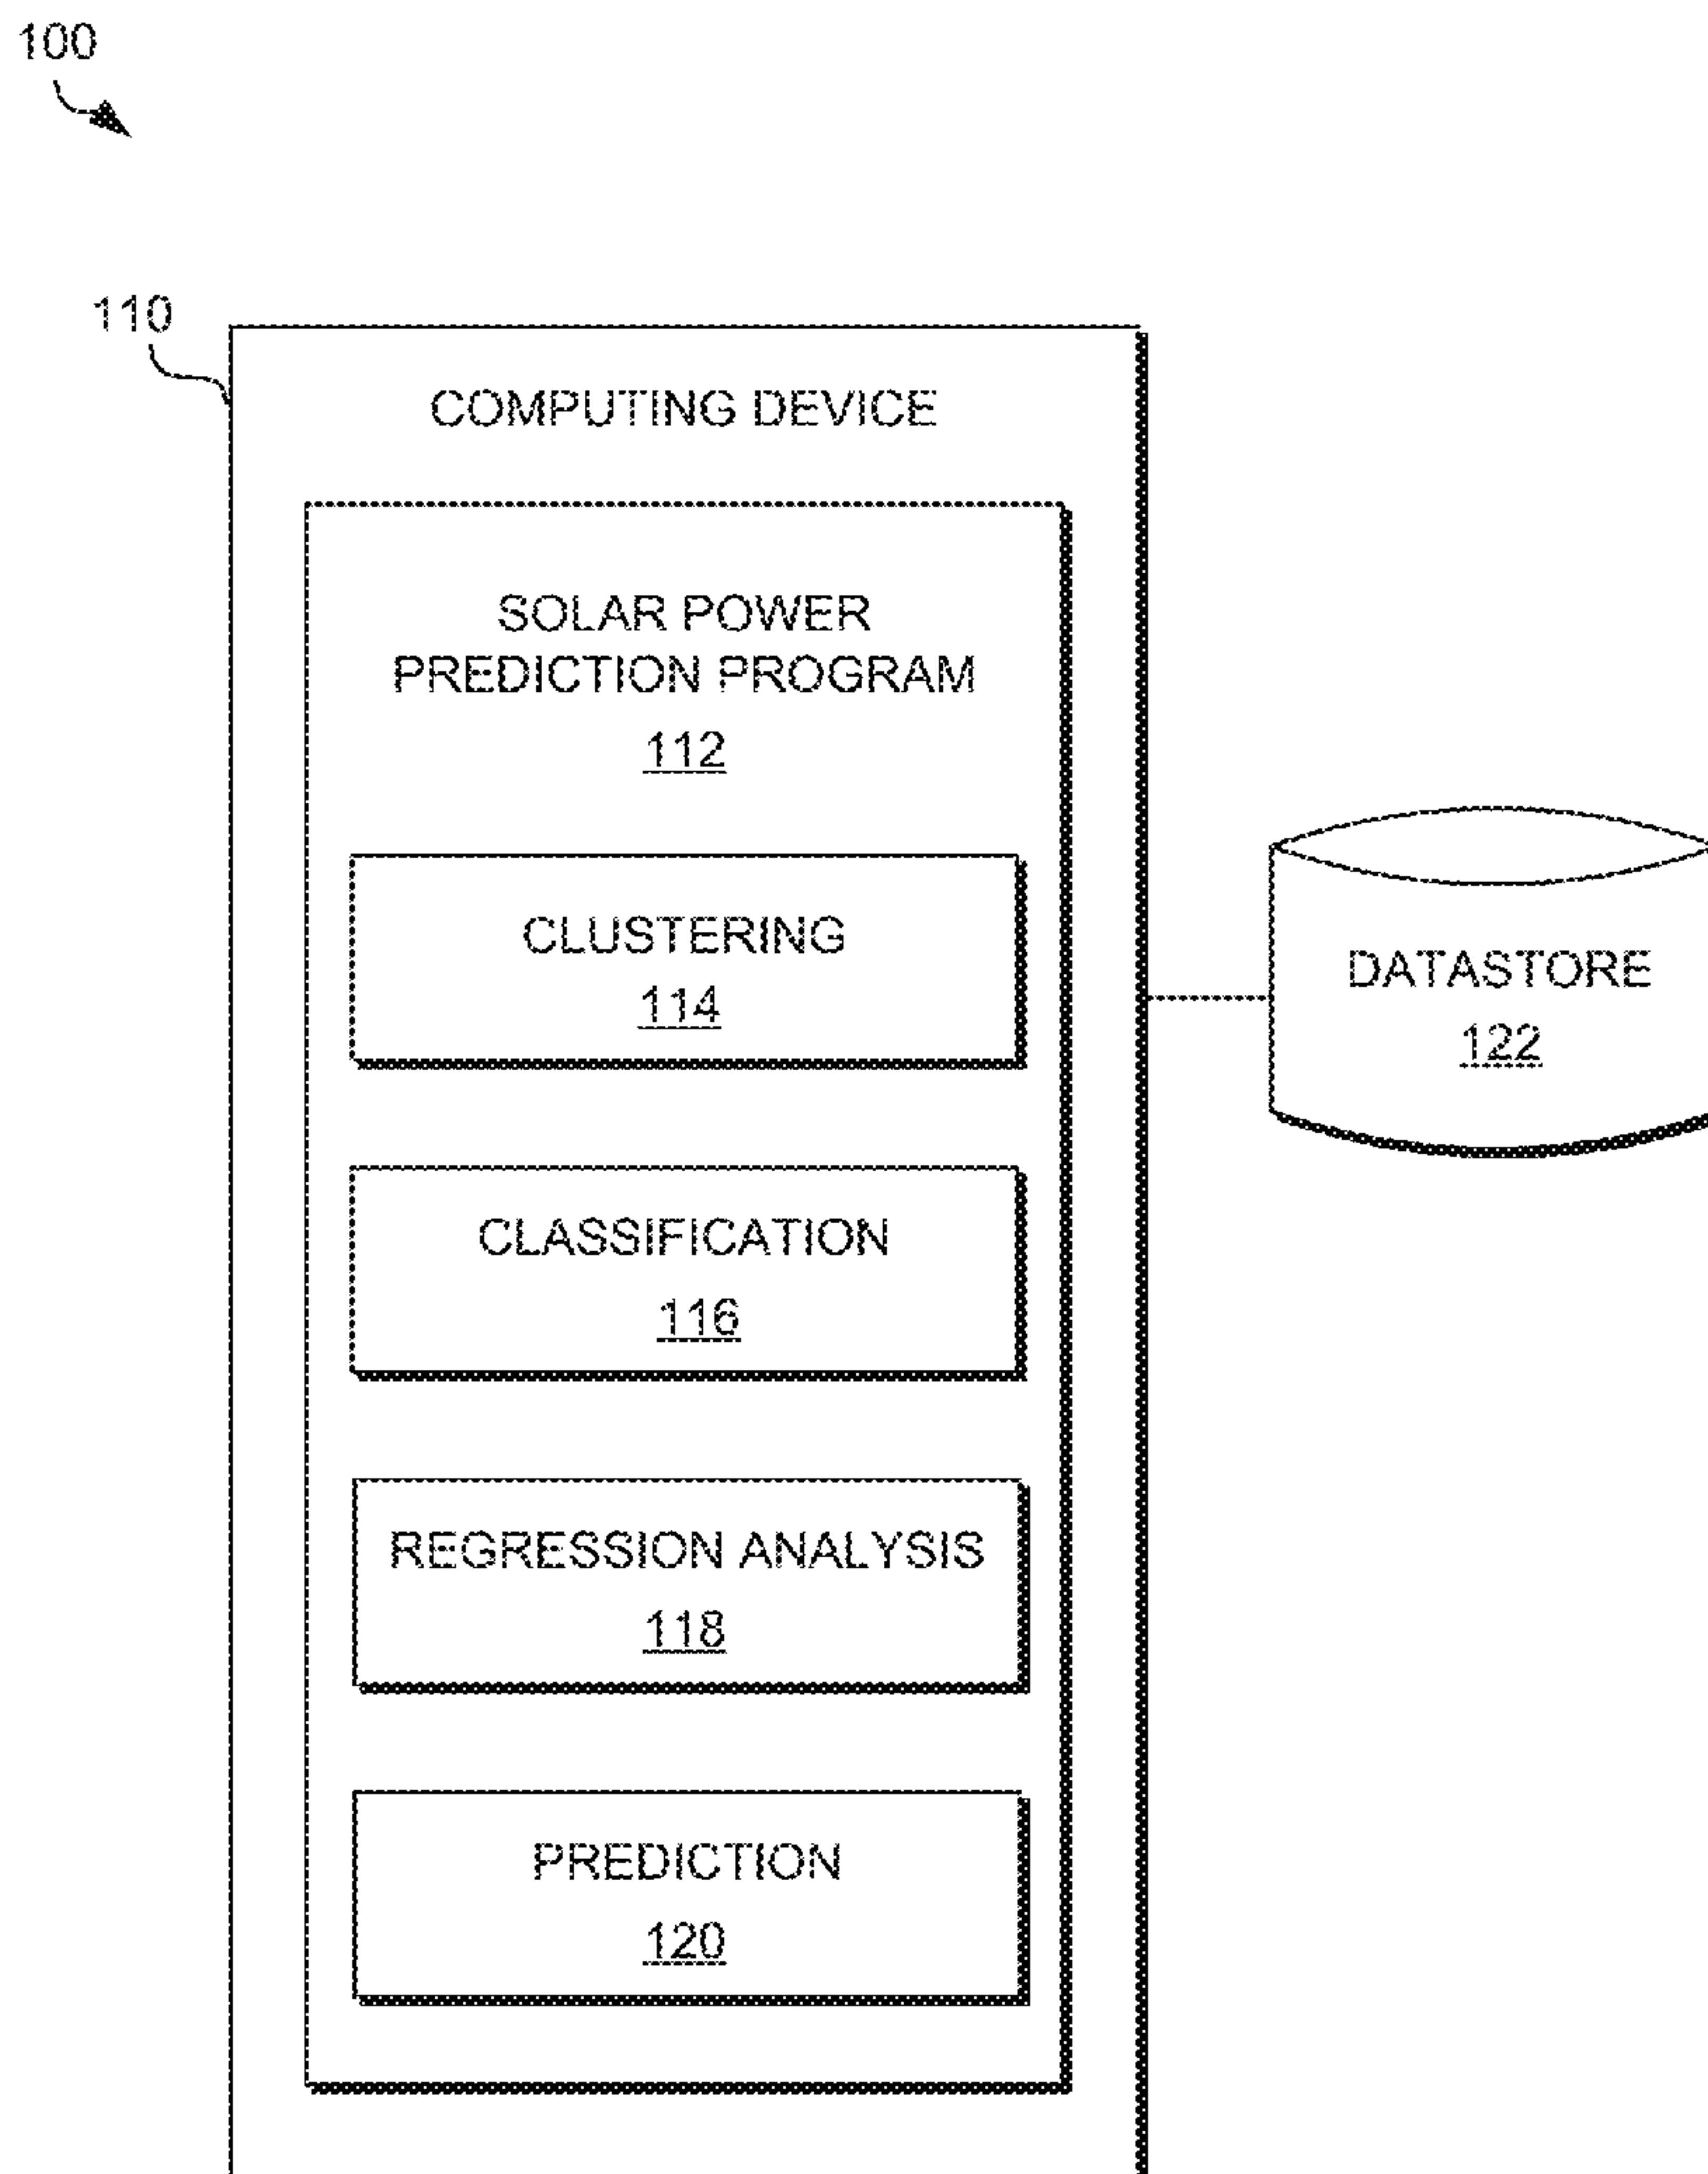 100
110
COMPUTING DEVICE
SOLAR POWER
PREDICTION PROGRAM
112
CLUSTERING
114
DATASTORE
122
CLASSIFICATION
116
REGRESSION ANALYSIS
118
PREDICTION
120